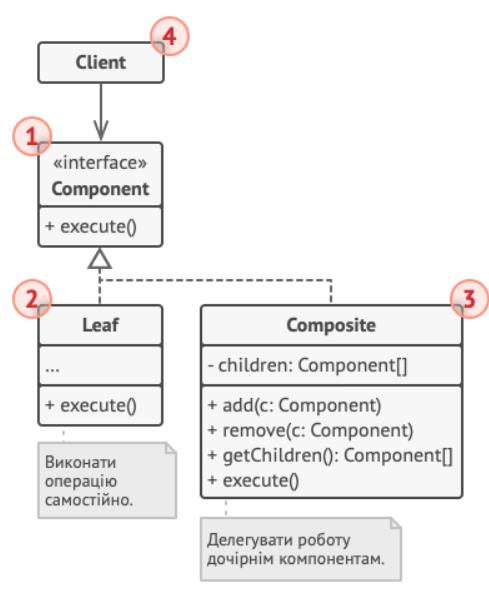 4
Client
1
«interface»
Component
+ execute()
2
Leaf
...
+ execute()
Виконати
операцію
самостійно.
3
Composite
- children: Component[]
+ add(c: Component)
+ remove(c: Component)
+ getChildren(): Component[]
+ execute()
Делегувати роботу
дочірнім компонентам.